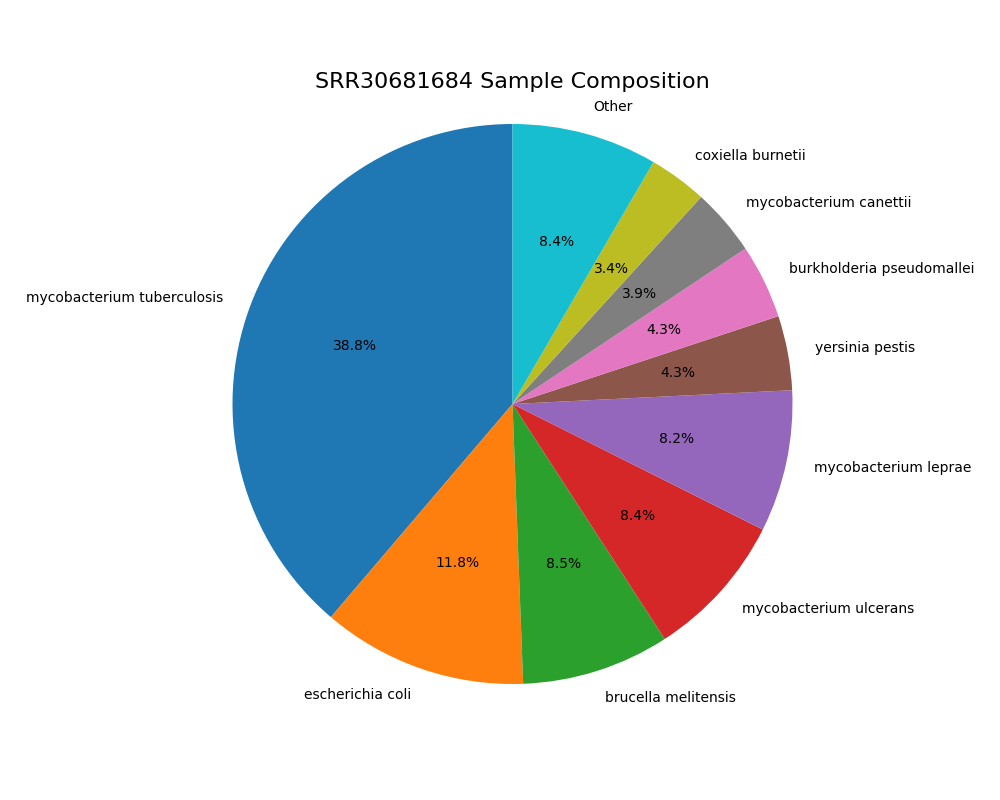 SRR30681684 Sample Composition
Other
coxiella burnetii
mycobacterium canettii
burkholderia pseudomallei
yersinia pestis
mycobacterium leprae
mycobacterium ulcerans
brucella melitensis
escherichia coli
mycobacterium tuberculosis
8.4%
3.4%
3.9%
4.3%
4.3%
8.2%
8.4%
8.5%
11.8%
38.8%